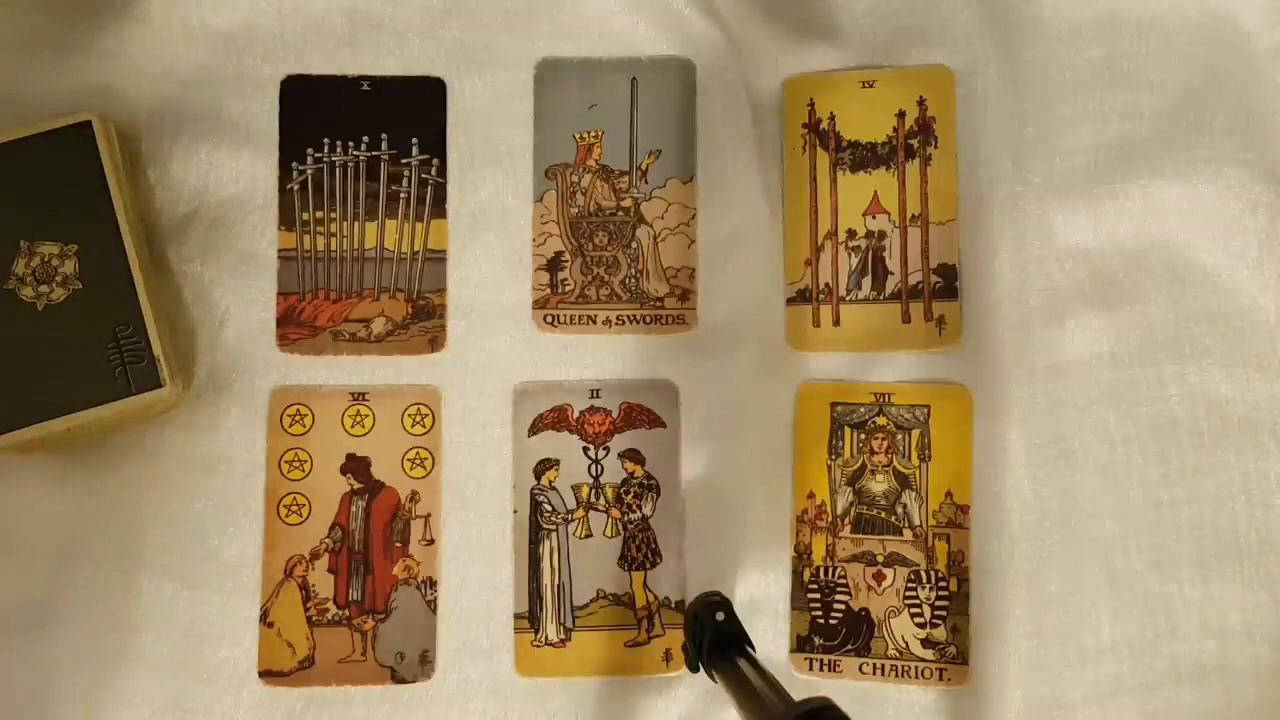 X
QUEEN of SWORDS.
IV
VI
II
VII
THE CHARIOT.